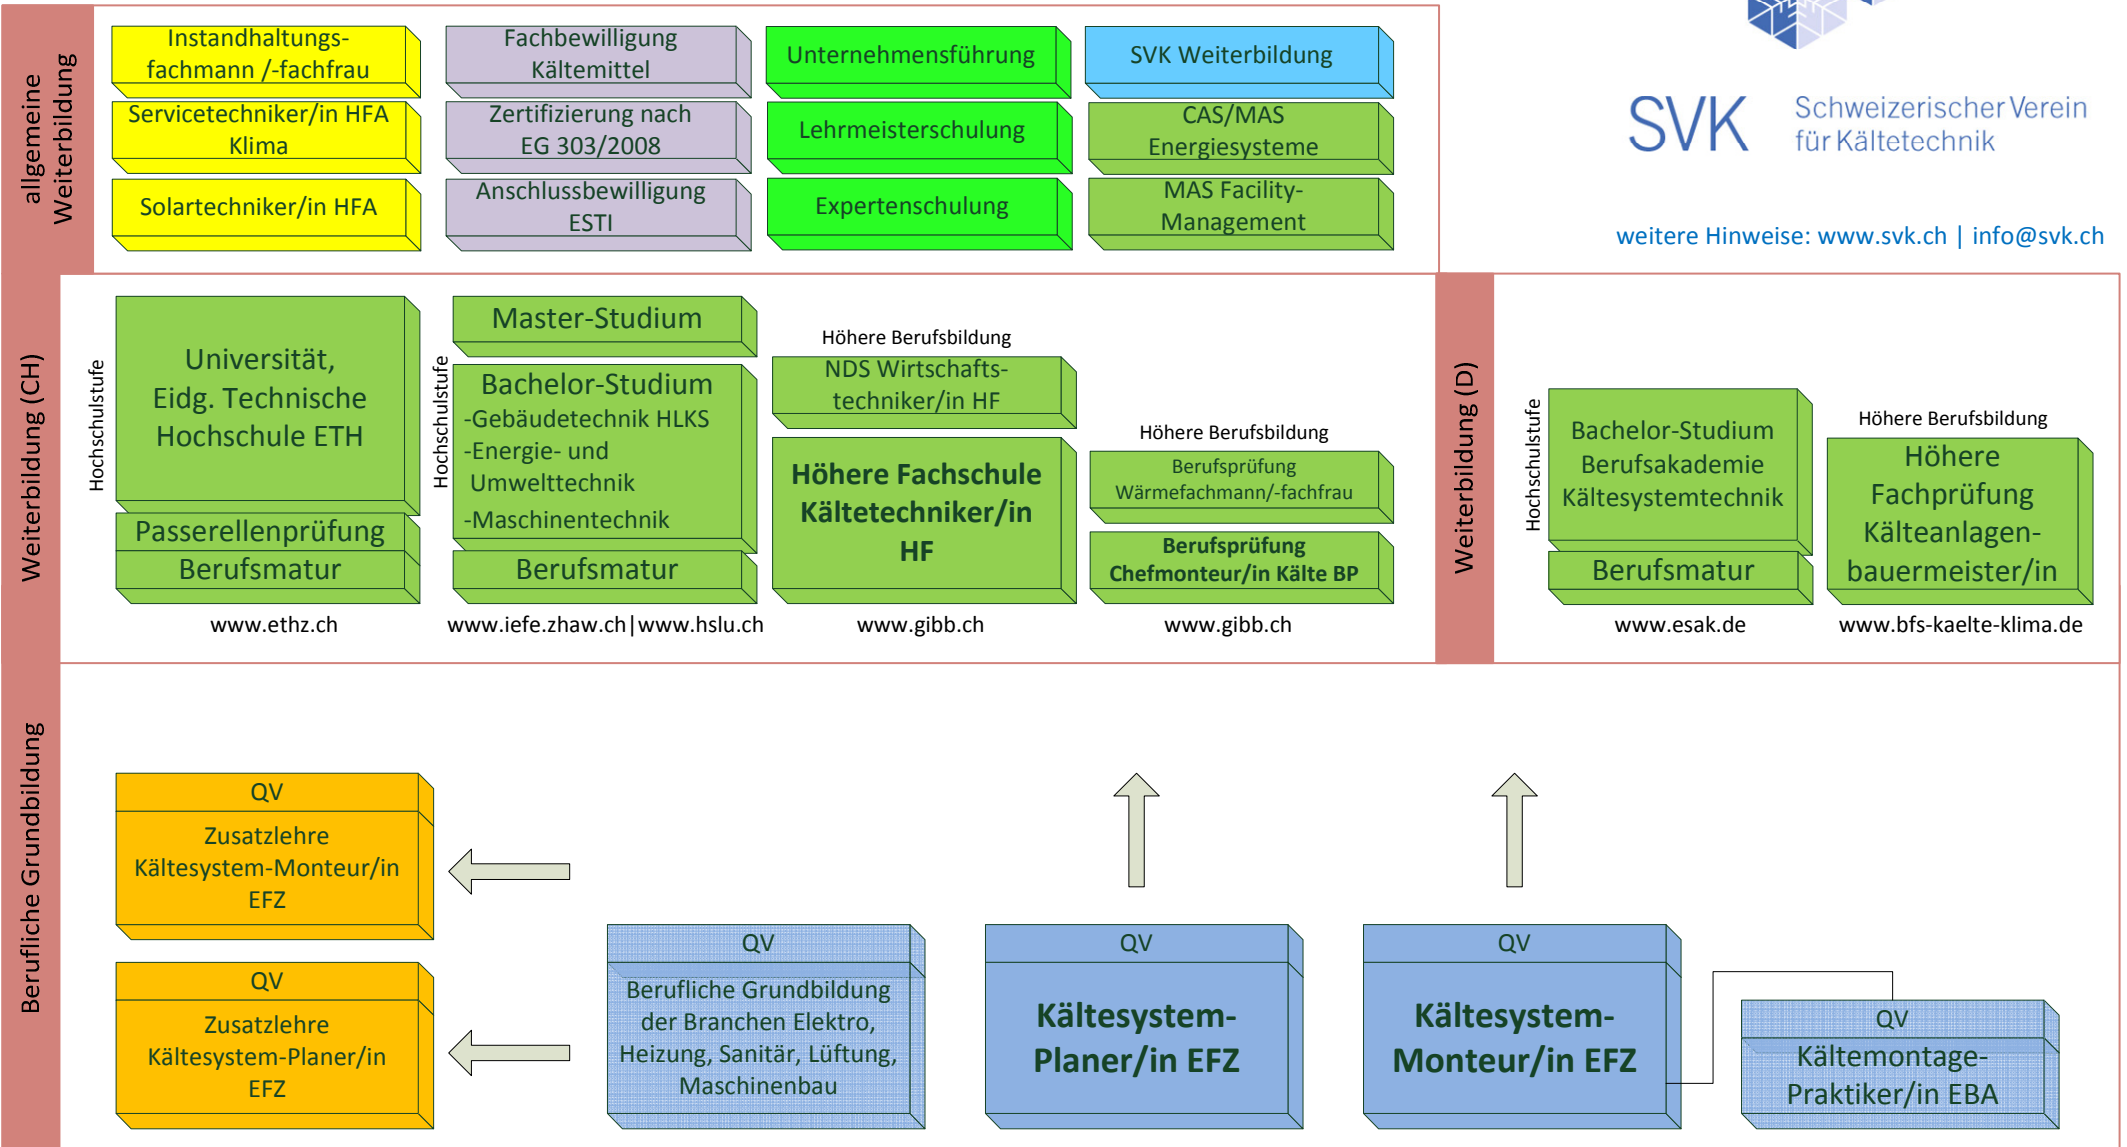 allgemeine
Weiterbildung
Instandhaltungs-
fachmann /-fachfrau
Servicetechniker/in HFA
Klima
Solartechniker/in HFA
Fachbewilligung
Kältemittel
Zertifizierung nach
EG 303/2008
Anschlussbewilligung
ESTI
Unternehmensführung
Lehrmeisterschulung
Expertenschulung
SVK Weiterbildung
CAS/MAS
Energiesysteme
MAS Facility-
Management
SVK
Schweizerischer Verein
für Kältetechnik
weitere Hinweise: www.svk.ch | info@svk.ch
Weiterbildung (CH)
Hochschulstufe
Universität,
Eidg. Technische
Hochschule ETH
Passerellenprüfung
Berufsmatur
www.ethz.ch
Hochschulstufe
Master-Studium
Bachelor-Studium
-Gebäudetechnik HLKS
-Energie- und
Umwelttechnik
-Maschinentechnik
Berufsmatur
www.iefe.zhaw.ch|www.hslu.ch
Höhere Berufsbildung
NDS Wirtschafts-
techniker/in HF
Höhere Fachschule
Kältetechniker/in
HF
www.gibb.ch
Höhere Berufsbildung
Berufsprüfung
Wärmefachmann/-fachfrau
Berufsprüfung
Chefmonteur/in Kälte BP
www.gibb.ch
Weiterbildung (D)
Hochschulstufe
Bachelor-Studium
Berufsakademie
Kältesystemtechnik
Berufsmatur
www.esak.de
Höhere Berufsbildung
Höhere
Fachprüfung
Kälteanlagen-
bauermeister/in
www.bfs-kaelte-klima.de
Berufliche Grundbildung
QV
Zusatzlehre
Kältesystem-Monteur/in
EFZ
QV
Zusatzlehre
Kältesystem-Planer/in
EFZ
QV
Berufliche Grundbildung
der Branchen Elektro,
Heizung, Sanitär, Lüftung,
Maschinenbau
QV
Kältesystem-
Planer/in EFZ
QV
Kältesystem-
Monteur/in EFZ
QV
Kältemontage-
Praktiker/in EBA